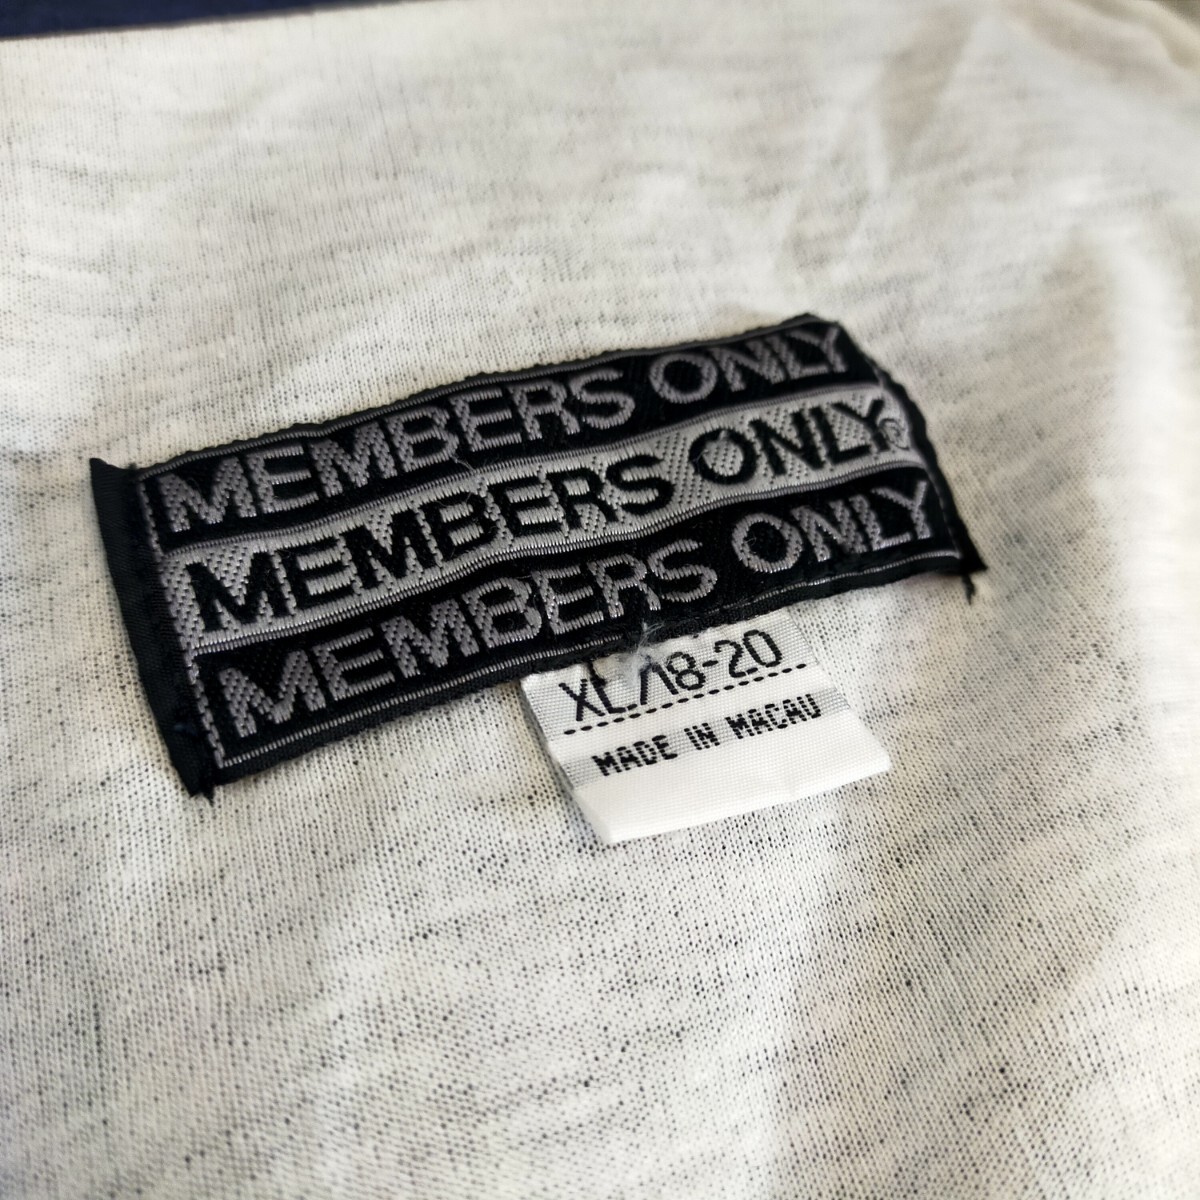 MEMBERS ONLY
MEMBERS ONLY®
MEMBERS ONLY
XL/18-20
MADE IN MACAU